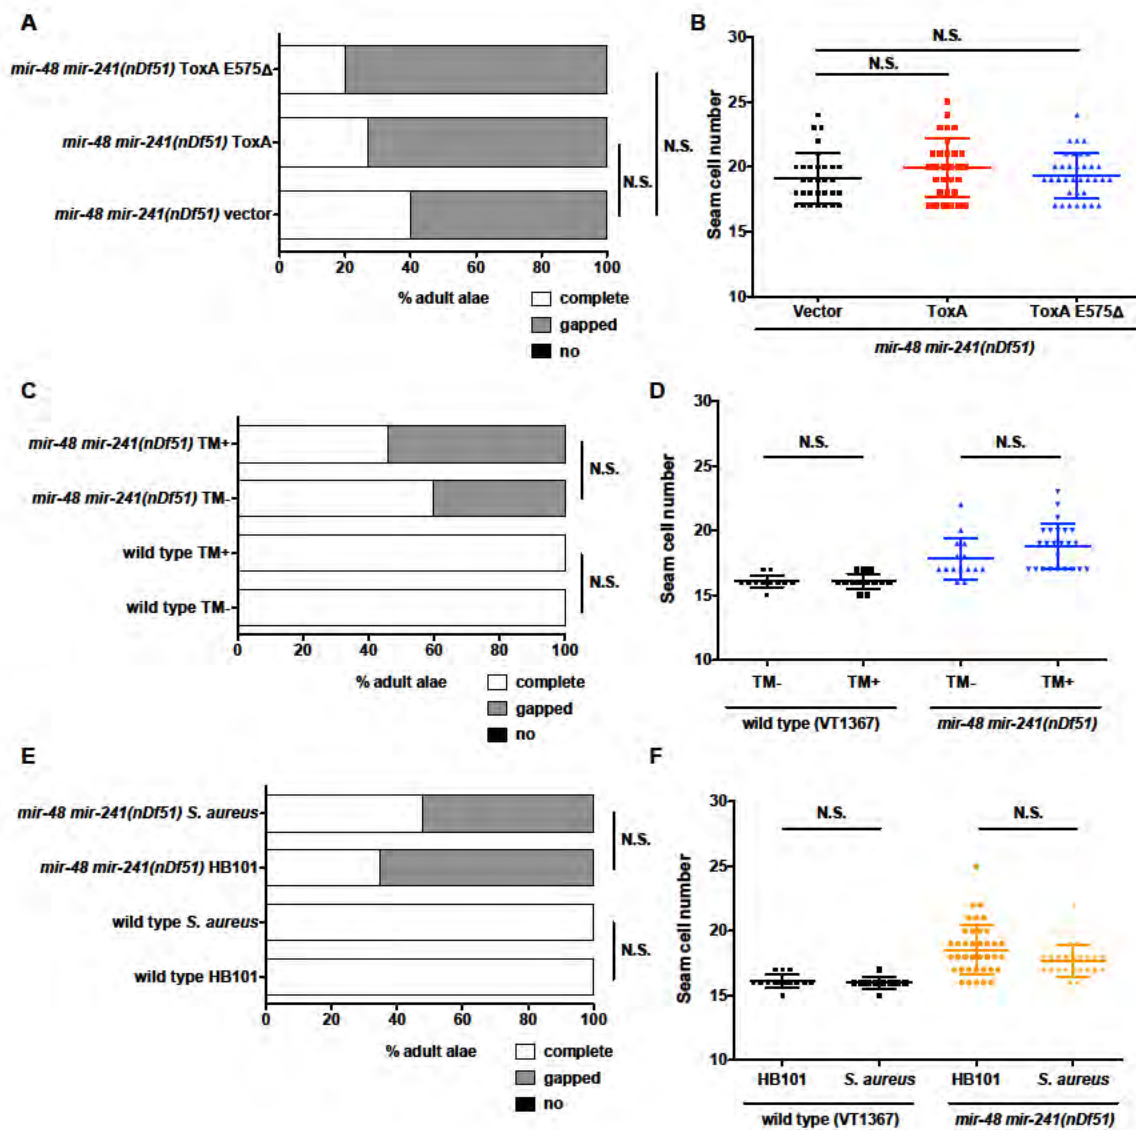 A
mir-48 mir-241(nDf51) ToxA E575Δ
mir-48 mir-241(nDf51) ToxA
mir-48 mir-241(nDf51) vector
N.S.
N.S.
0 20 40 60 80 100
% adult alae
complete
gapped
no
B
Seam cell number
30
25
20
15
10
N.S.
N.S.
Vector ToxA ToxA E575Δ
mir-48 mir-241(nDf51)
C
mir-48 mir-241(nDf51) TM+
mir-48 mir-241(nDf51) TM-
wild type TM+
wild type TM-
N.S.
N.S.
0 20 40 60 80 100
% adult alae
complete
gapped
no
D
Seam cell number
30
25
20
15
10
N.S. N.S.
TM- TM+ TM- TM+
wild type (VT1367) mir-48 mir-241(nDf51)
E
mir-48 mir-241(nDf51) S. aureus
mir-48 mir-241(nDf51) HB101
wild type S. aureus
wild type HB101
N.S.
N.S.
0 20 40 60 80 100
% adult alae
complete
gapped
no
F
Seam cell number
30
25
20
15
10
N.S. N.S.
HB101 S. aureus HB101 S. aureus
wild type (VT1367) mir-48 mir-241(nDf51)